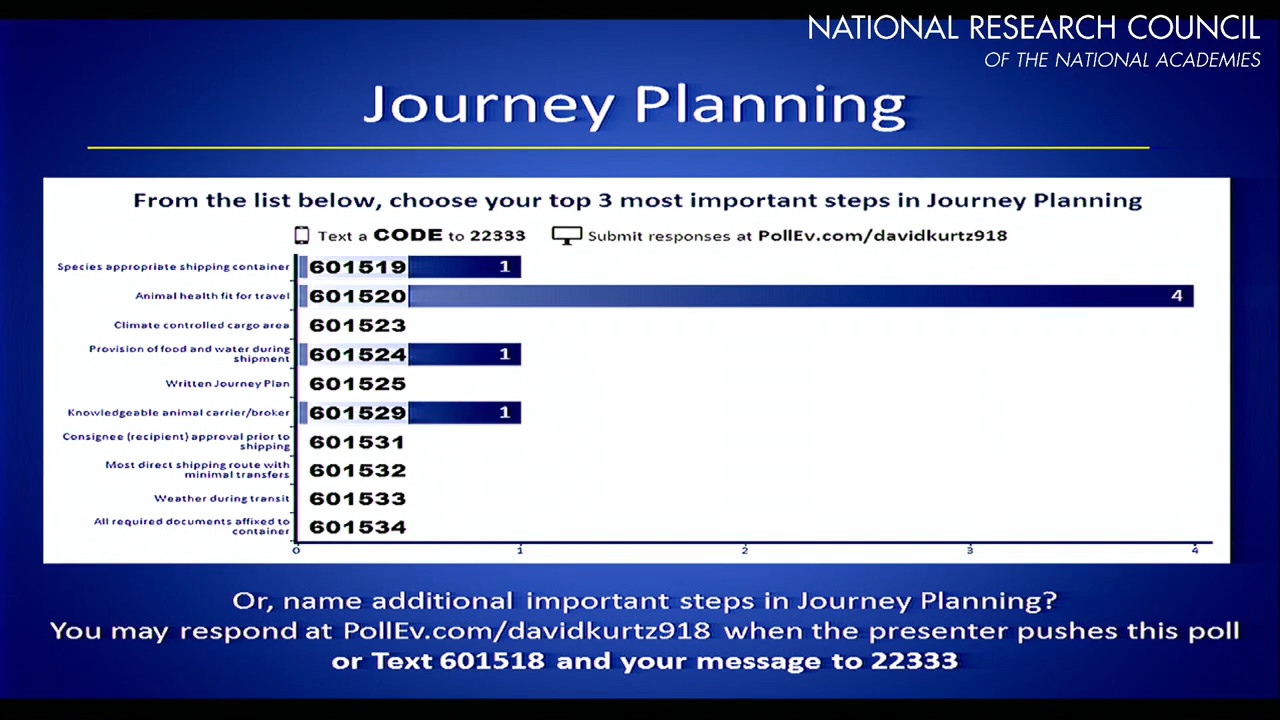 NATIONAL RESEARCH COUNCIL
OF THE NATIONAL ACADEMIES
Journey Planning
From the list below, choose your top 3 most important steps in Journey Planning
Text a CODE to 22333 Submit responses at PollEv.com/davidkurtz918
Species appropriate shipping container 601519 1
Animal health fit for travel 601520 4
Climate controlled cargo area 601523
Provision of food and water during
shipment 601524 1
Written Journey Plan 601525
Knowledgeable animal carrier/broker 601529 1
Consignee (recipient) approval prior to
shipping 601531
Most direct shipping route with
minimal transfers 601532
Weather during transit 601533
All required documents affixed to
container 601534
0 1 2 3 4
Or, name additional important steps in Journey Planning?
You may respond at PollEv.com/davidkurtz918 when the presenter pushes this poll
or Text 601518 and your message to 22333